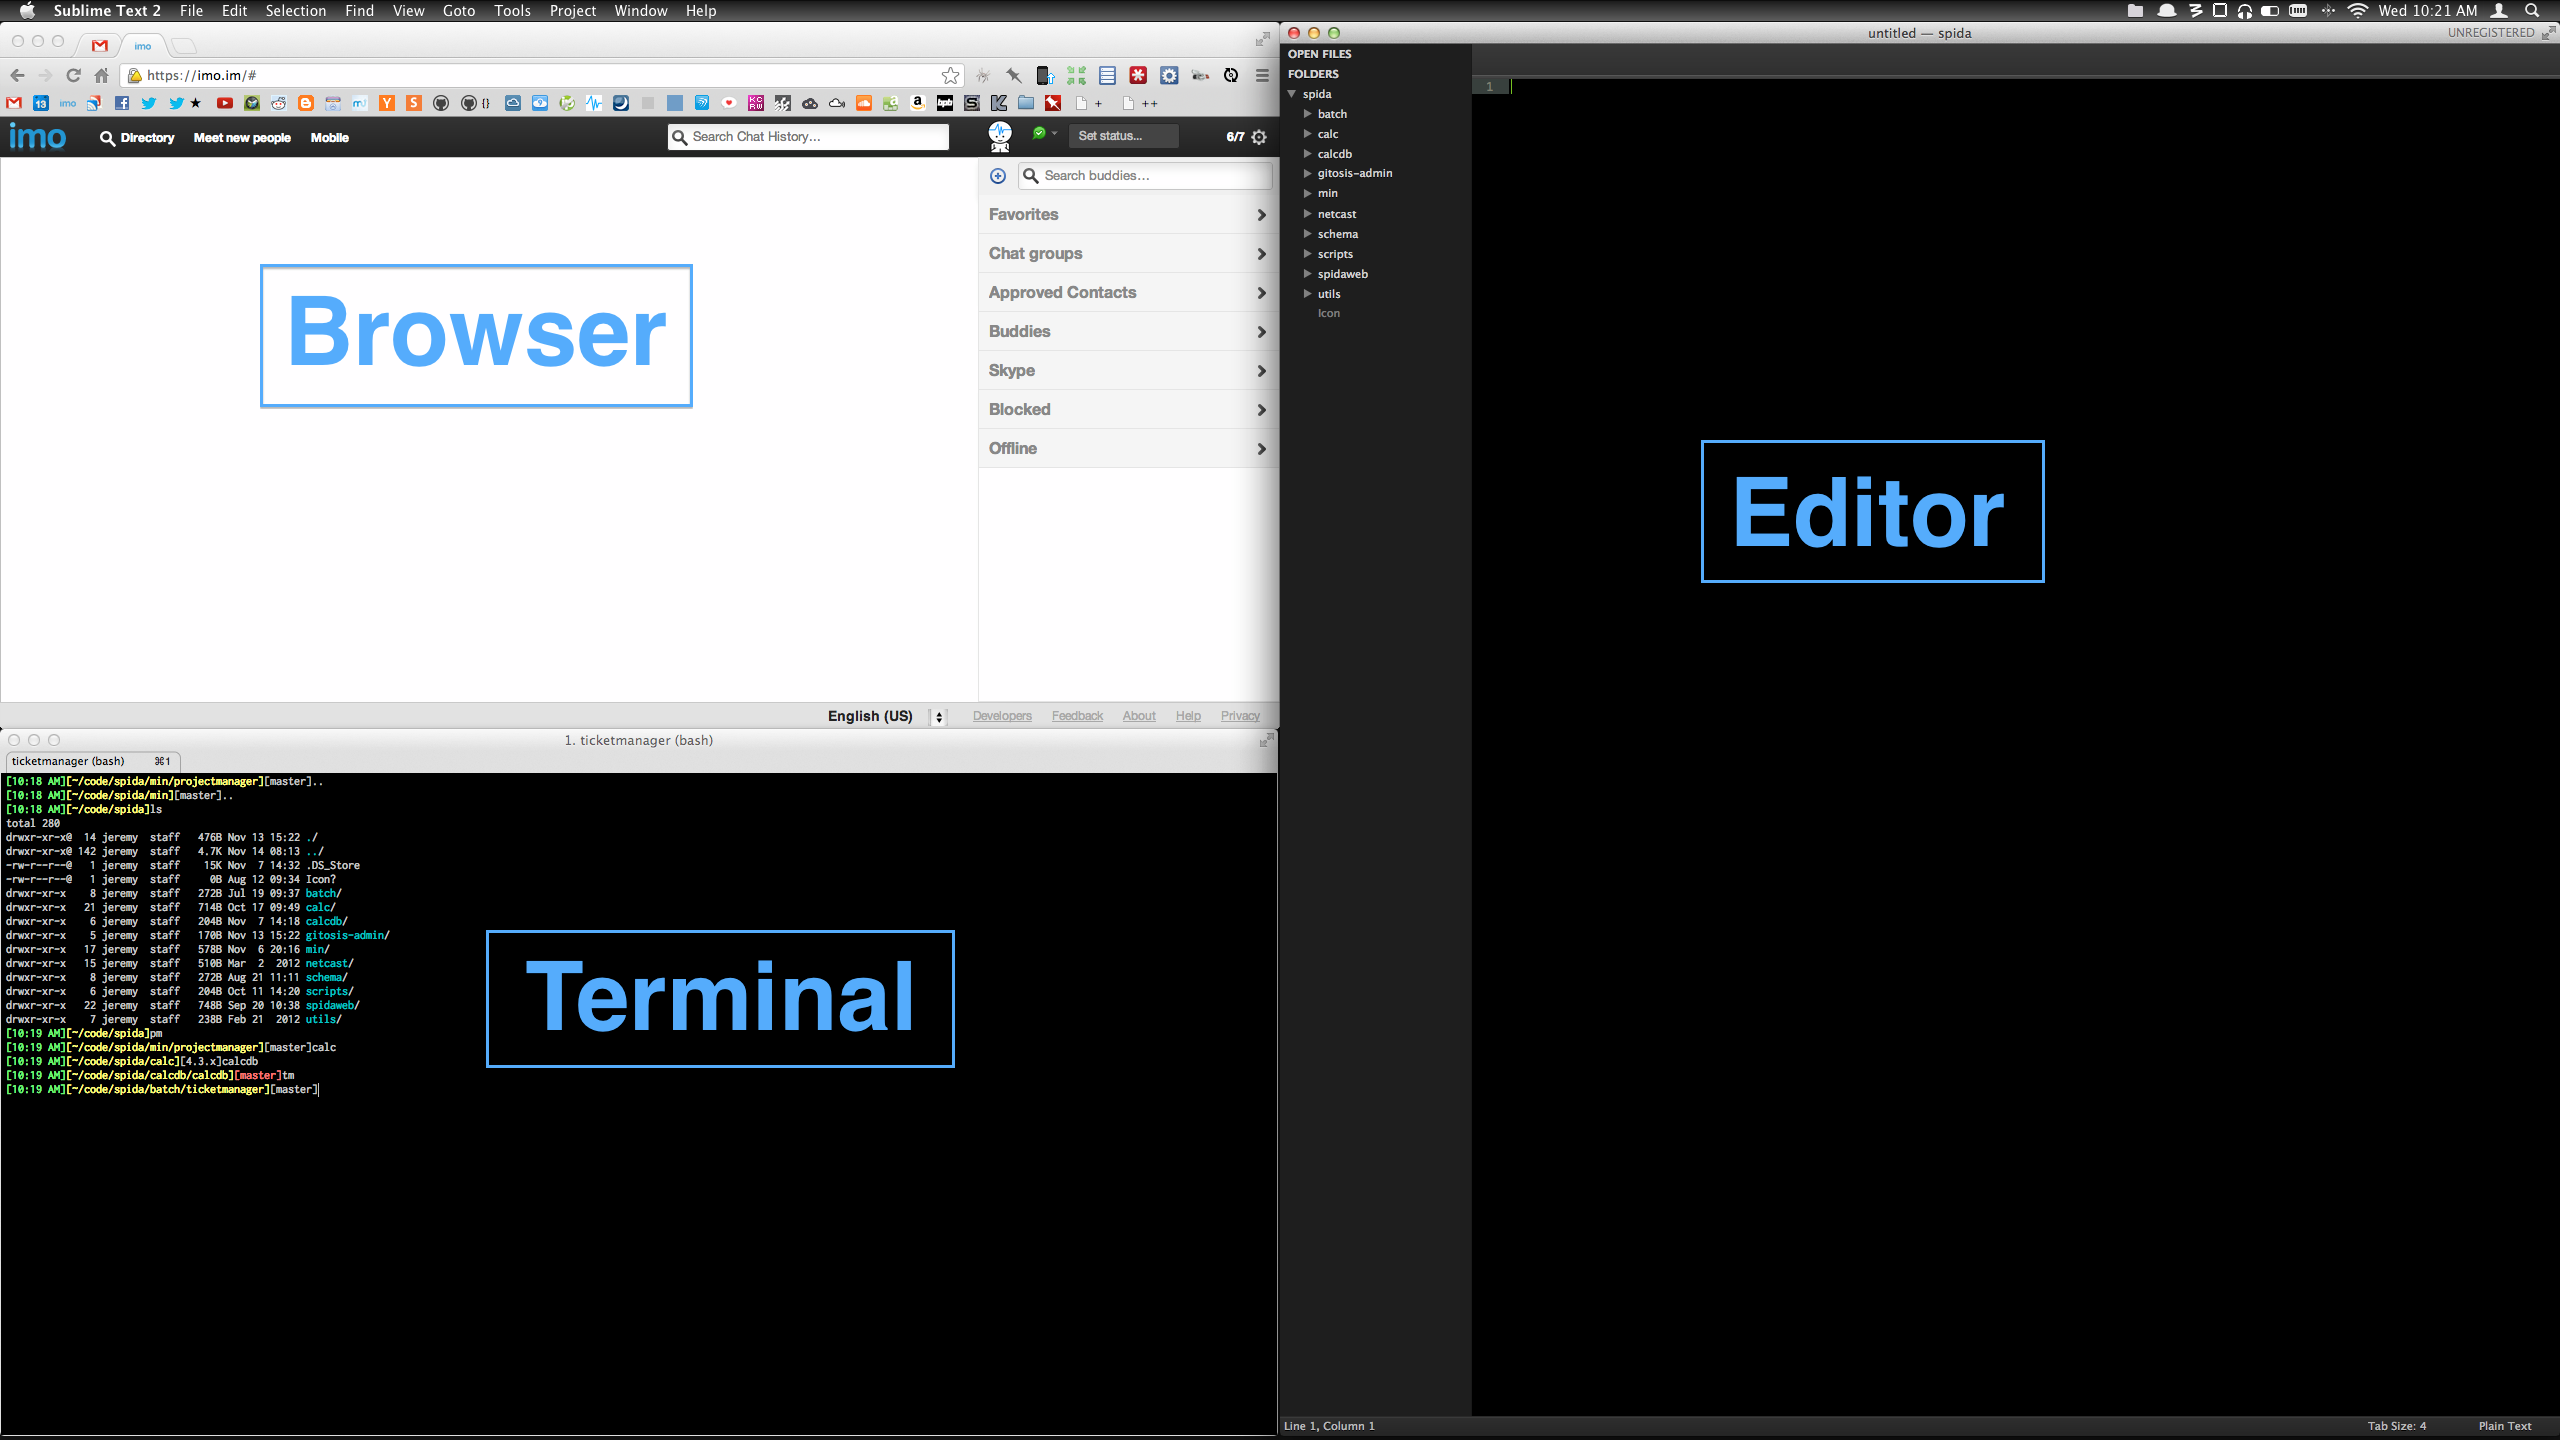 Sublime Text 2 File Edit Selection Find View Goto Tools Project Window Help Wed 10:21 AM
imo
https://imo.im/#
13 imo {} + ++
imo Directory Meet new people Mobile Search Chat History... Set status... 6/7
Search buddies...
Favorites
Chat groups
Approved Contacts
Buddies
Skype
Blocked
Offline
Browser
English (US) Developers Feedback About Help Privacy
1. ticketmanager (bash)
ticketmanager (bash) ⌘1
[10:18 AM][~/code/spida/min/projectmanager][master]..
[10:18 AM][~/code/spida/min][master]..
[10:18 AM][~/code/spida]ls
total 280
drwxr-xr-x@ 14 jeremy staff 476B Nov 13 15:22 ./
drwxr-xr-x@ 142 jeremy staff 4.7K Nov 14 08:13 ../
-rw-r--r--@ 1 jeremy staff 15K Nov 7 14:32 .DS_Store
-rw-r--r--@ 1 jeremy staff 0B Aug 12 09:34 Icon?
drwxr-xr-x 8 jeremy staff 272B Jul 19 09:37 batch/
drwxr-xr-x 21 jeremy staff 714B Oct 17 09:49 calc/
drwxr-xr-x 6 jeremy staff 204B Nov 7 14:18 calcdb/
drwxr-xr-x 5 jeremy staff 170B Nov 13 15:22 gitosis-admin/
drwxr-xr-x 17 jeremy staff 578B Nov 6 20:16 min/
drwxr-xr-x 15 jeremy staff 510B Mar 2 2012 netcast/
drwxr-xr-x 8 jeremy staff 272B Aug 21 11:11 schema/
drwxr-xr-x 6 jeremy staff 204B Oct 11 14:20 scripts/
drwxr-xr-x 22 jeremy staff 748B Sep 20 10:38 spidaweb/
drwxr-xr-x 7 jeremy staff 238B Feb 21 2012 utils/
[10:19 AM][~/code/spida]pm
[10:19 AM][~/code/spida/min/projectmanager][master]calc
[10:19 AM][~/code/spida/calc][4.3.x]calcdb
[10:19 AM][~/code/spida/calcdb/calcdb][master]tm
[10:19 AM][~/code/spida/batch/ticketmanager][master]
Terminal
untitled — spida UNREGISTERED
OPEN FILES
FOLDERS
spida
batch
calc
calcdb
gitosis-admin
min
netcast
schema
scripts
spidaweb
utils
Icon
1
Editor
Line 1, Column 1 Tab Size: 4 Plain Text